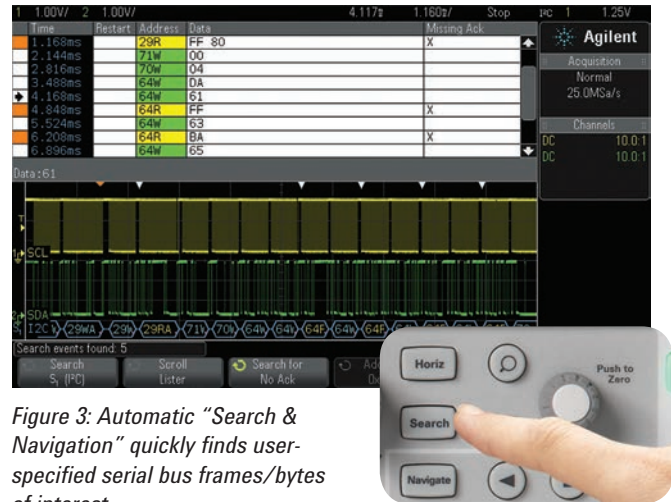 1 1.00V/ 2 1.00V/ 4.117s 1.160s/ Stop I²C 1 1.25V
Time Restart Address Data Missing Ack
1.168ms 29R FF 80 X
2.144ms 71W 00
2.816ms 70W 04
3.488ms 64W DA
4.168ms 64W 61
4.848ms 64R FF X
5.524ms 64W 63
6.208ms 64R BA X
6.896ms 64W 65
Agilent
Acquisition
Normal
25.0MSa/s
Channels
DC 10.0:1
DC 10.0:1
Data:61
T
SCL
SDA
I2C 29WA 29W 29RA 71W 70W 64W 64W 64F 64W 64F
Search events found: 5
Search Scroll Search for
S₁ (I²C) Lister No Ack
Horiz
Push to
Zero
Search
Navigate
Figure 3: Automatic “Search &
Navigation” quickly finds user-
specified serial bus frames/bytes
of interest